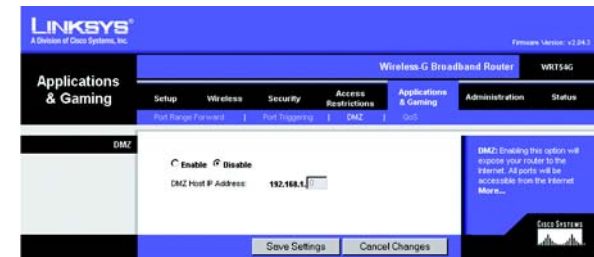 LINKSYS®
A Division of Cisco Systems, Inc.
Firmware Version: v2.04.3
Wireless-G Broadband Router WRT54G
Applications & Gaming
Setup Wireless Security Access Restrictions Applications & Gaming Administration Status
Port Range Forward | Port Triggering | DMZ | QoS
DMZ
Enable Disable
DMZ Host IP Address: 192.168.1. 0
DMZ: Enabling this option will
expose your router to the
Internet. All ports will be
accessible from the Internet
More...
Save Settings Cancel Changes
CISCO SYSTEMS